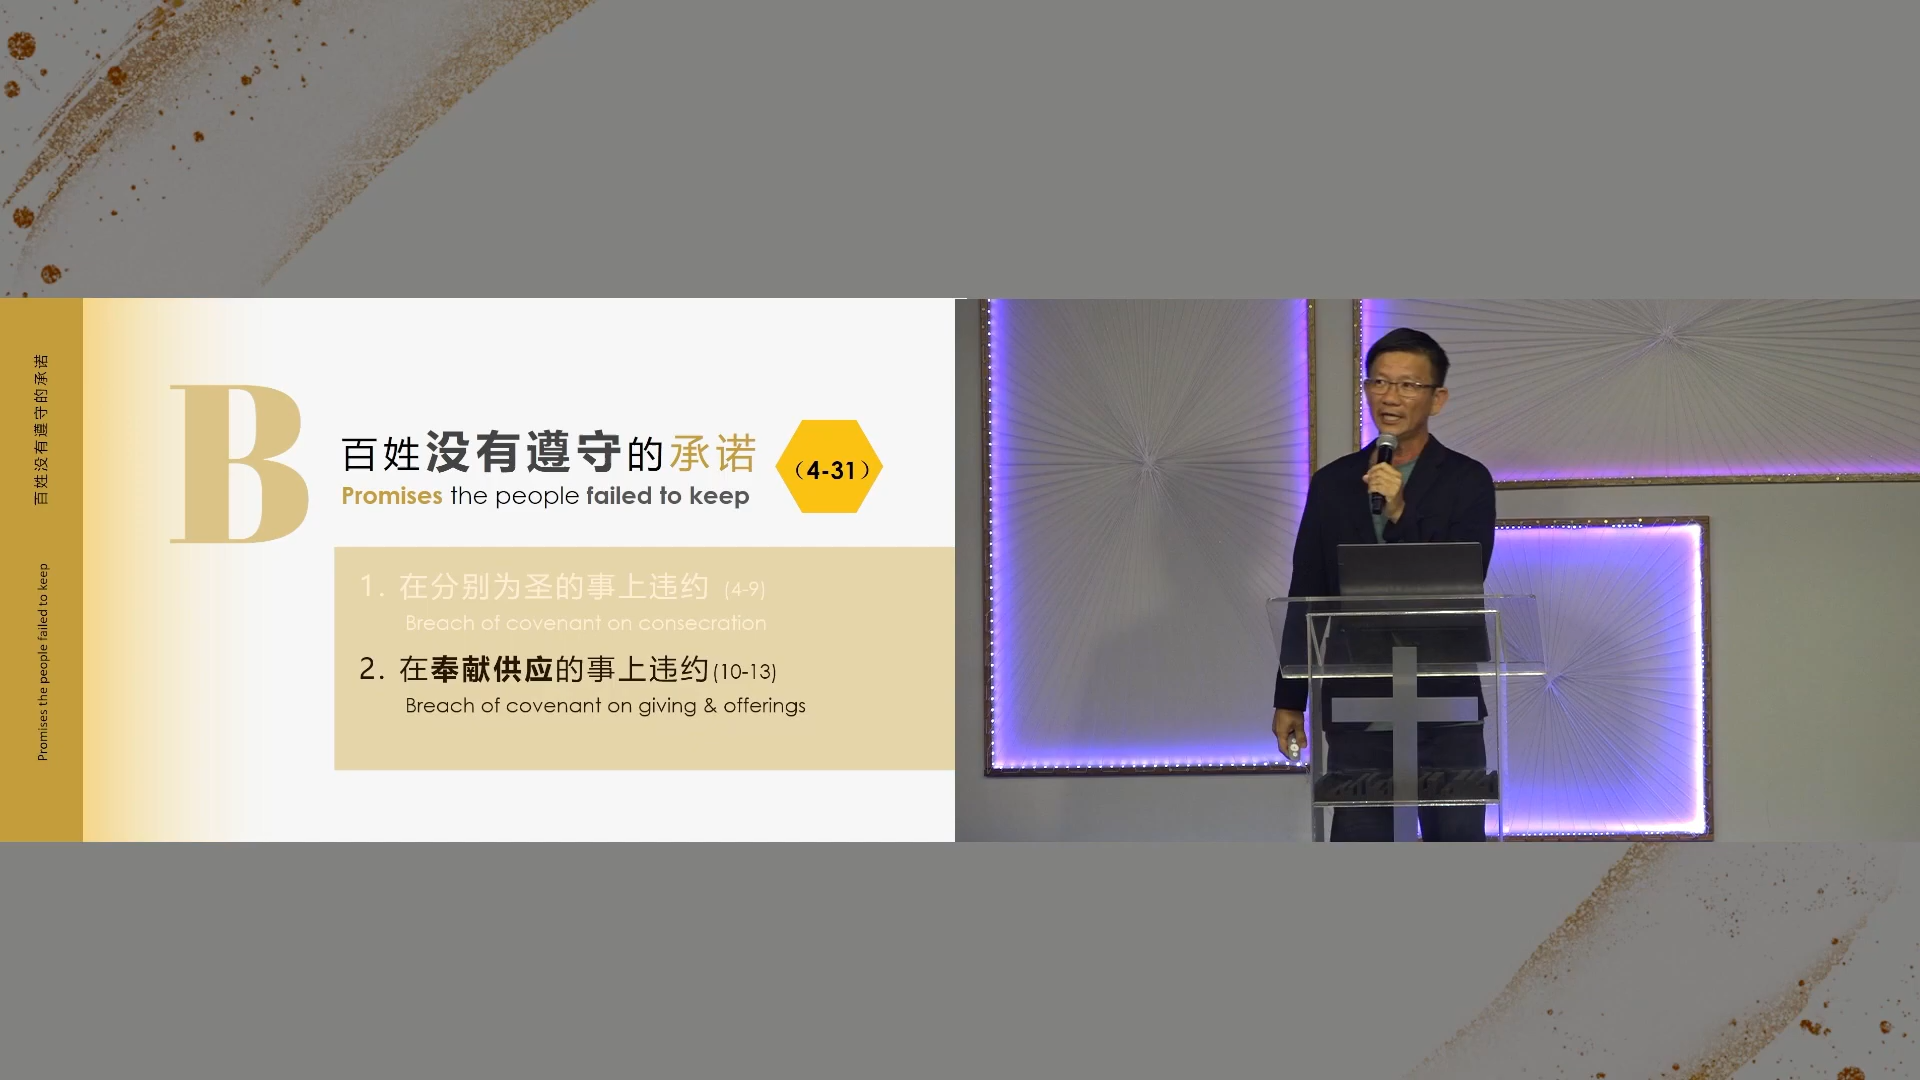 百姓没有遵守的承诺
Promises the people failed to keep
B
百姓没有遵守的承诺
(4-31)
Promises the people failed to keep
1. 在分别为圣的事上违约 (4-9)
Breach of covenant on consecration
2. 在奉献供应的事上违约(10-13)
Breach of covenant on giving & offerings